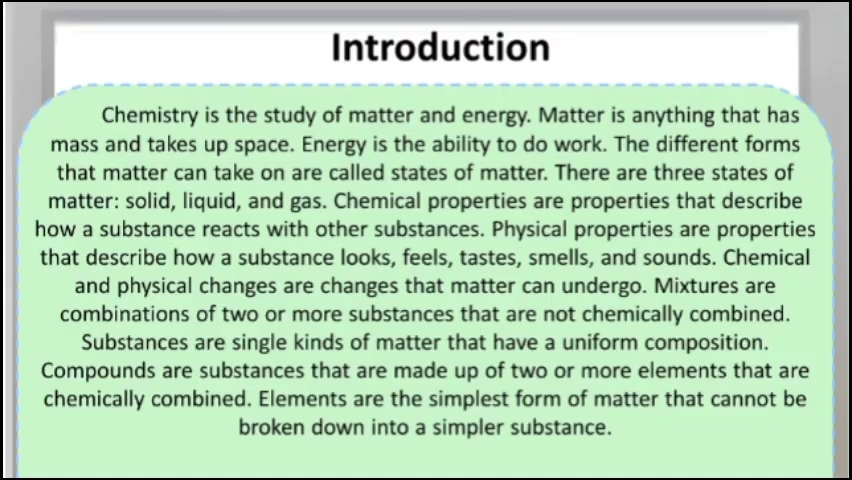 Introduction
Chemistry is the study of matter and energy. Matter is anything that has
mass and takes up space. Energy is the ability to do work. The different forms
that matter can take on are called states of matter. There are three states of
matter: solid, liquid, and gas. Chemical properties are properties that describe
how a substance reacts with other substances. Physical properties are properties
that describe how a substance looks, feels, tastes, smells, and sounds. Chemical
and physical changes are changes that matter can undergo. Mixtures are
combinations of two or more substances that are not chemically combined.
Substances are single kinds of matter that have a uniform composition.
Compounds are substances that are made up of two or more elements that are
chemically combined. Elements are the simplest form of matter that cannot be
broken down into a simpler substance.